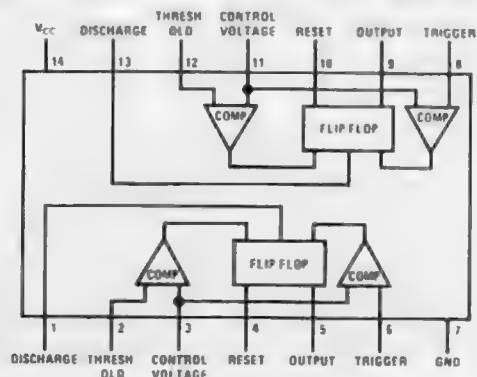 THRESH CONTROL
VCC DISCHARGE OLD VOLTAGE RESET OUTPUT TRIGGER
14 13 12 11 10 9 8
COMP COMP
FLIP FLOP
FLIP FLOP
COMP COMP
1 2 3 4 5 6 7
DISCHARGE THRESH CONTROL RESET OUTPUT TRIGGER GND
OLD VOLTAGE